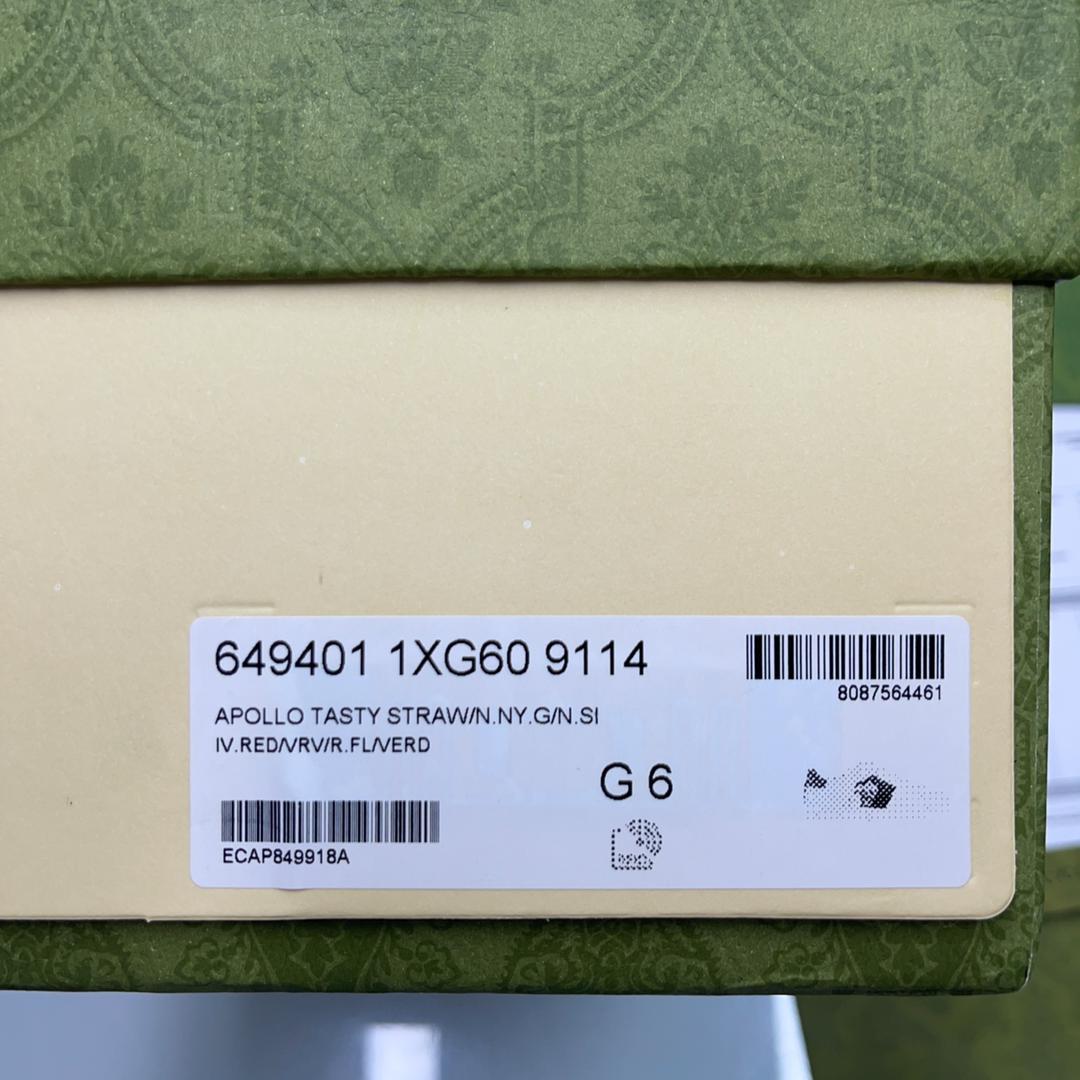 649401 1XG60 9114
8087564461
APOLLO TASTY STRAW/N.NY.G/N.SI
IV.RED/VRV/R.FL/VERD
G 6
ECAP849918A